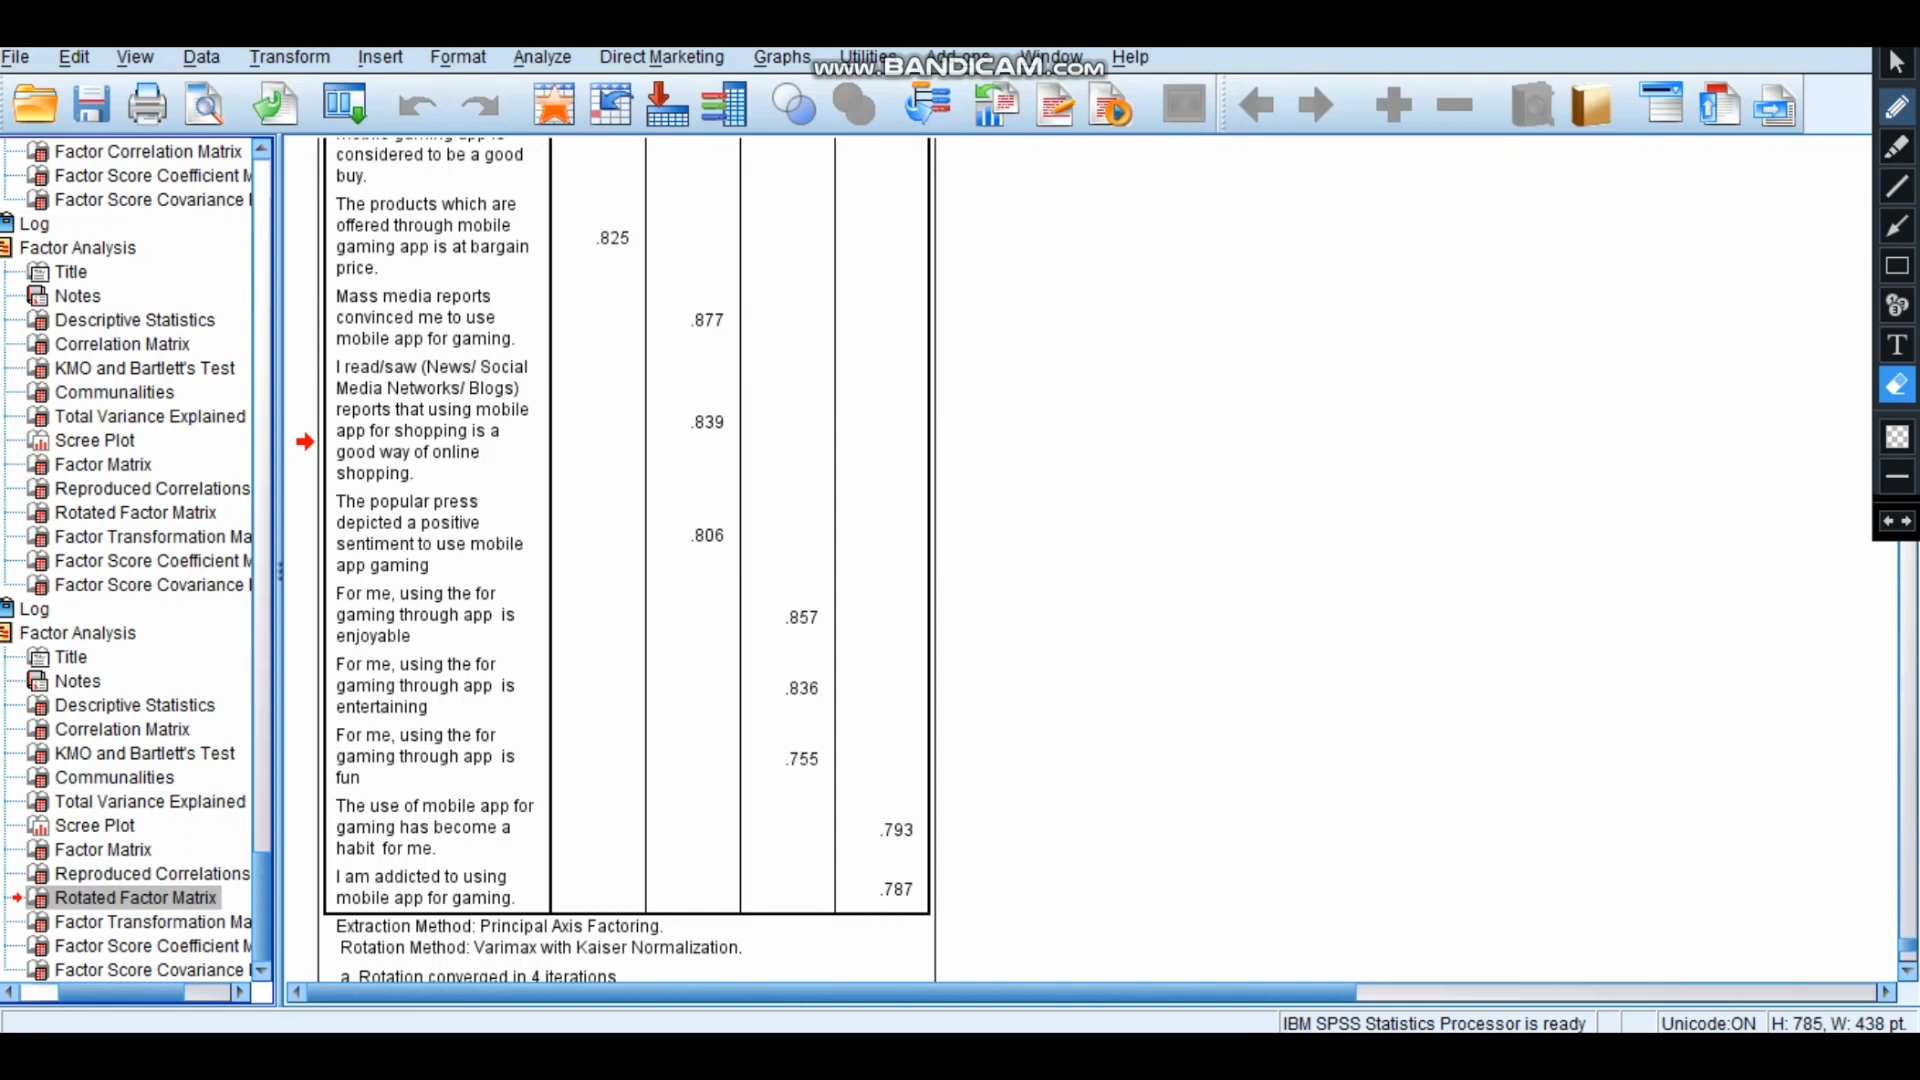 File Edit View Data Transform Insert Format Analyze Direct Marketing Graphs Utilities Add-ons Window Help
www.BANDICAM.com
Factor Correlation Matrix
Factor Score Coefficient M
Factor Score Covariance
Log
Factor Analysis
Title
Notes
Descriptive Statistics
Correlation Matrix
KMO and Bartlett's Test
Communalities
Total Variance Explained
Scree Plot
Factor Matrix
Reproduced Correlations
Rotated Factor Matrix
Factor Transformation Ma
Factor Score Coefficient M
Factor Score Covariance
Log
Factor Analysis
Title
Notes
Descriptive Statistics
Correlation Matrix
KMO and Bartlett's Test
Communalities
Total Variance Explained
Scree Plot
Factor Matrix
Reproduced Correlations
Rotated Factor Matrix
Factor Transformation Ma
Factor Score Coefficient M
Factor Score Covariance
mobile gaming app is
considered to be a good
buy.
The products which are
offered through mobile
gaming app is at bargain
price.
.825
Mass media reports
convinced me to use
mobile app for gaming.
.877
I read/saw (News/ Social
Media Networks/ Blogs)
reports that using mobile
app for shopping is a
good way of online
shopping.
.839
The popular press
depicted a positive
sentiment to use mobile
app gaming
.806
For me, using the for
gaming through app is
enjoyable
.857
For me, using the for
gaming through app is
entertaining
.836
For me, using the for
gaming through app is
fun
.755
The use of mobile app for
gaming has become a
habit for me.
.793
I am addicted to using
mobile app for gaming.
.787
Extraction Method: Principal Axis Factoring.
Rotation Method: Varimax with Kaiser Normalization.
a. Rotation converged in 4 iterations
IBM SPSS Statistics Processor is ready Unicode:ON H: 785, W: 438 pt.